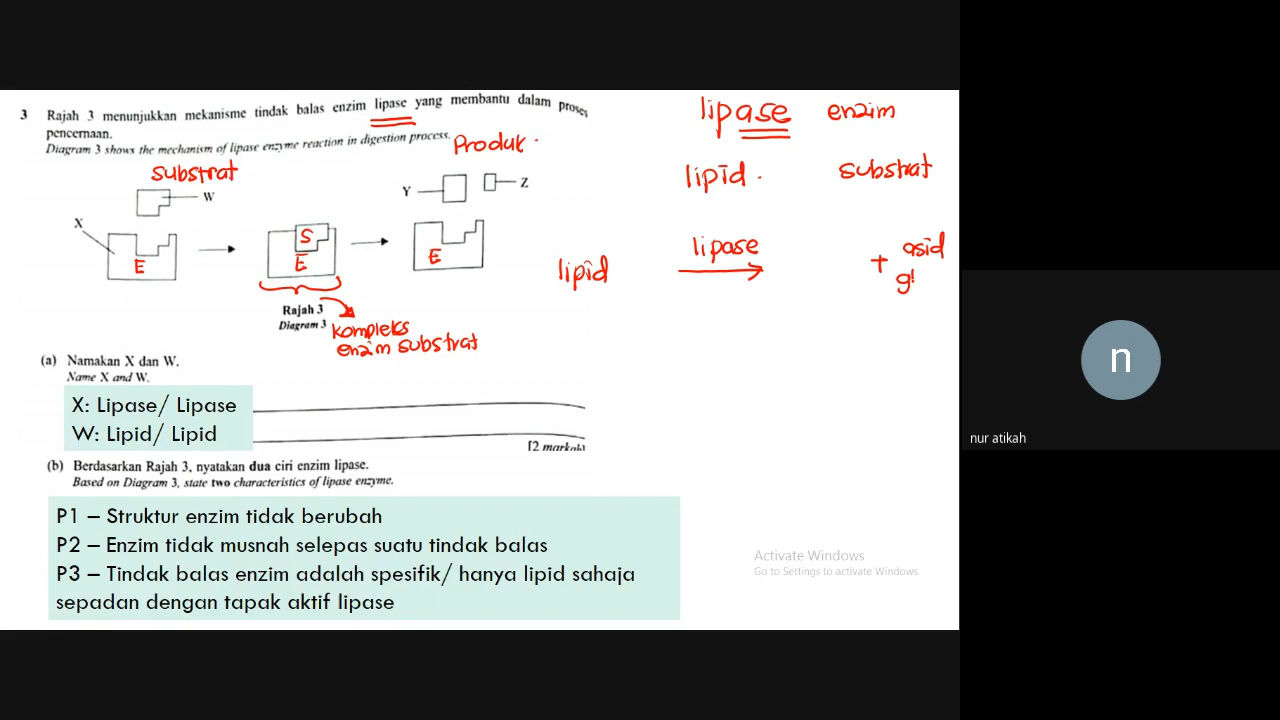 3 Rajah 3 menunjukkan mekanisme tindak balas enzim lipase yang membantu dalam proses
pencernaan.
Diagram 3 shows the mechanism of lipase enzyme reaction in digestion process.
Produk
substrat
W
Y
Z
X
E
S
E
E
Rajah 3
Diagram 3
kompleks
enzim substrat
lipase enzim
lipid substrat
lipase
lipid
+ asid
(a) Namakan X dan W.
Name X and W.
X: Lipase/ Lipase
W: Lipid/ Lipid
[2 markah]
(b) Berdasarkan Rajah 3, nyatakan dua ciri enzim lipase.
Based on Diagram 3, state two characteristics of lipase enzyme.
P1 – Struktur enzim tidak berubah
P2 – Enzim tidak musnah selepas suatu tindak balas
P3 – Tindak balas enzim adalah spesifik/ hanya lipid sahaja
sepadan dengan tapak aktif lipase
Activate Windows
Go to Settings to activate Windows.
n
nur atikah